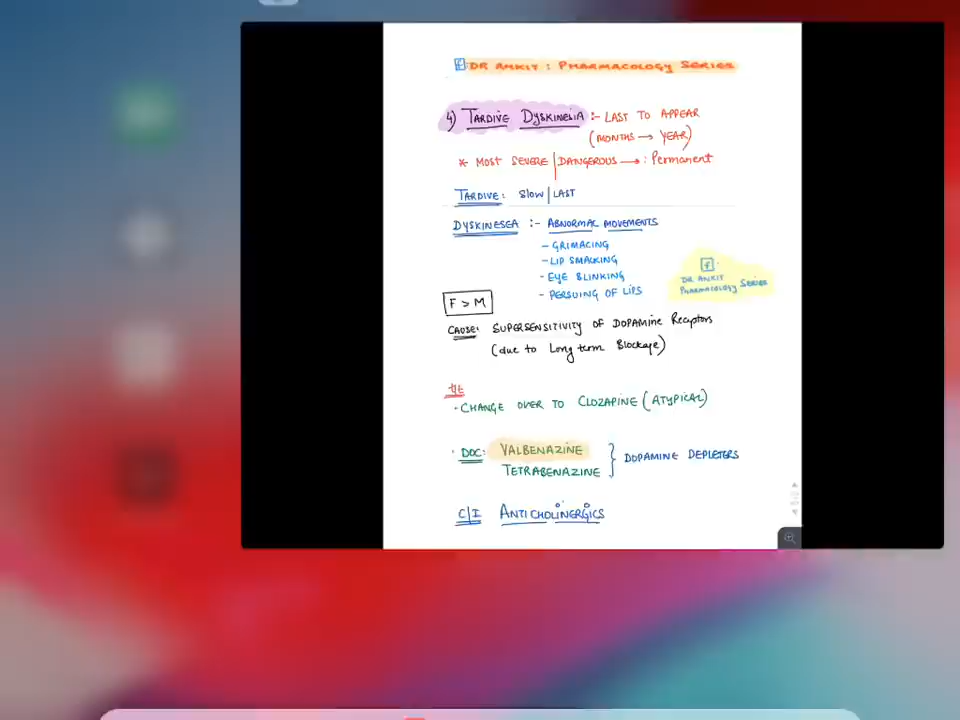 DR ANKIT : PHARMACOLOGY SERIES
4) TARDIVE DYSKINESIA :- LAST TO APPEAR
(MONTHS → YEAR)
* MOST SEVERE | DANGEROUS → : Permanent
TARDIVE: Slow | LAST
DYSKINESEA :- ABNORMAL MOVEMENTS
- GRIMACING
- LIP SMACKING
- EYE BLINKING
- PERSUING OF LIPS
f
DR ANKIT
PHARMACOLOGY SERIES
F > M
CAUSE: SUPERSENSITIVITY OF DOPAMINE Receptors
(due to Long term Blockage)
• CHANGE OVER TO CLOZAPINE (ATYPICAL)
• DOC: VALBENAZINE
TETRABENAZINE } DOPAMINE DEPLETERS
C/I ANTICHOLINERGICS